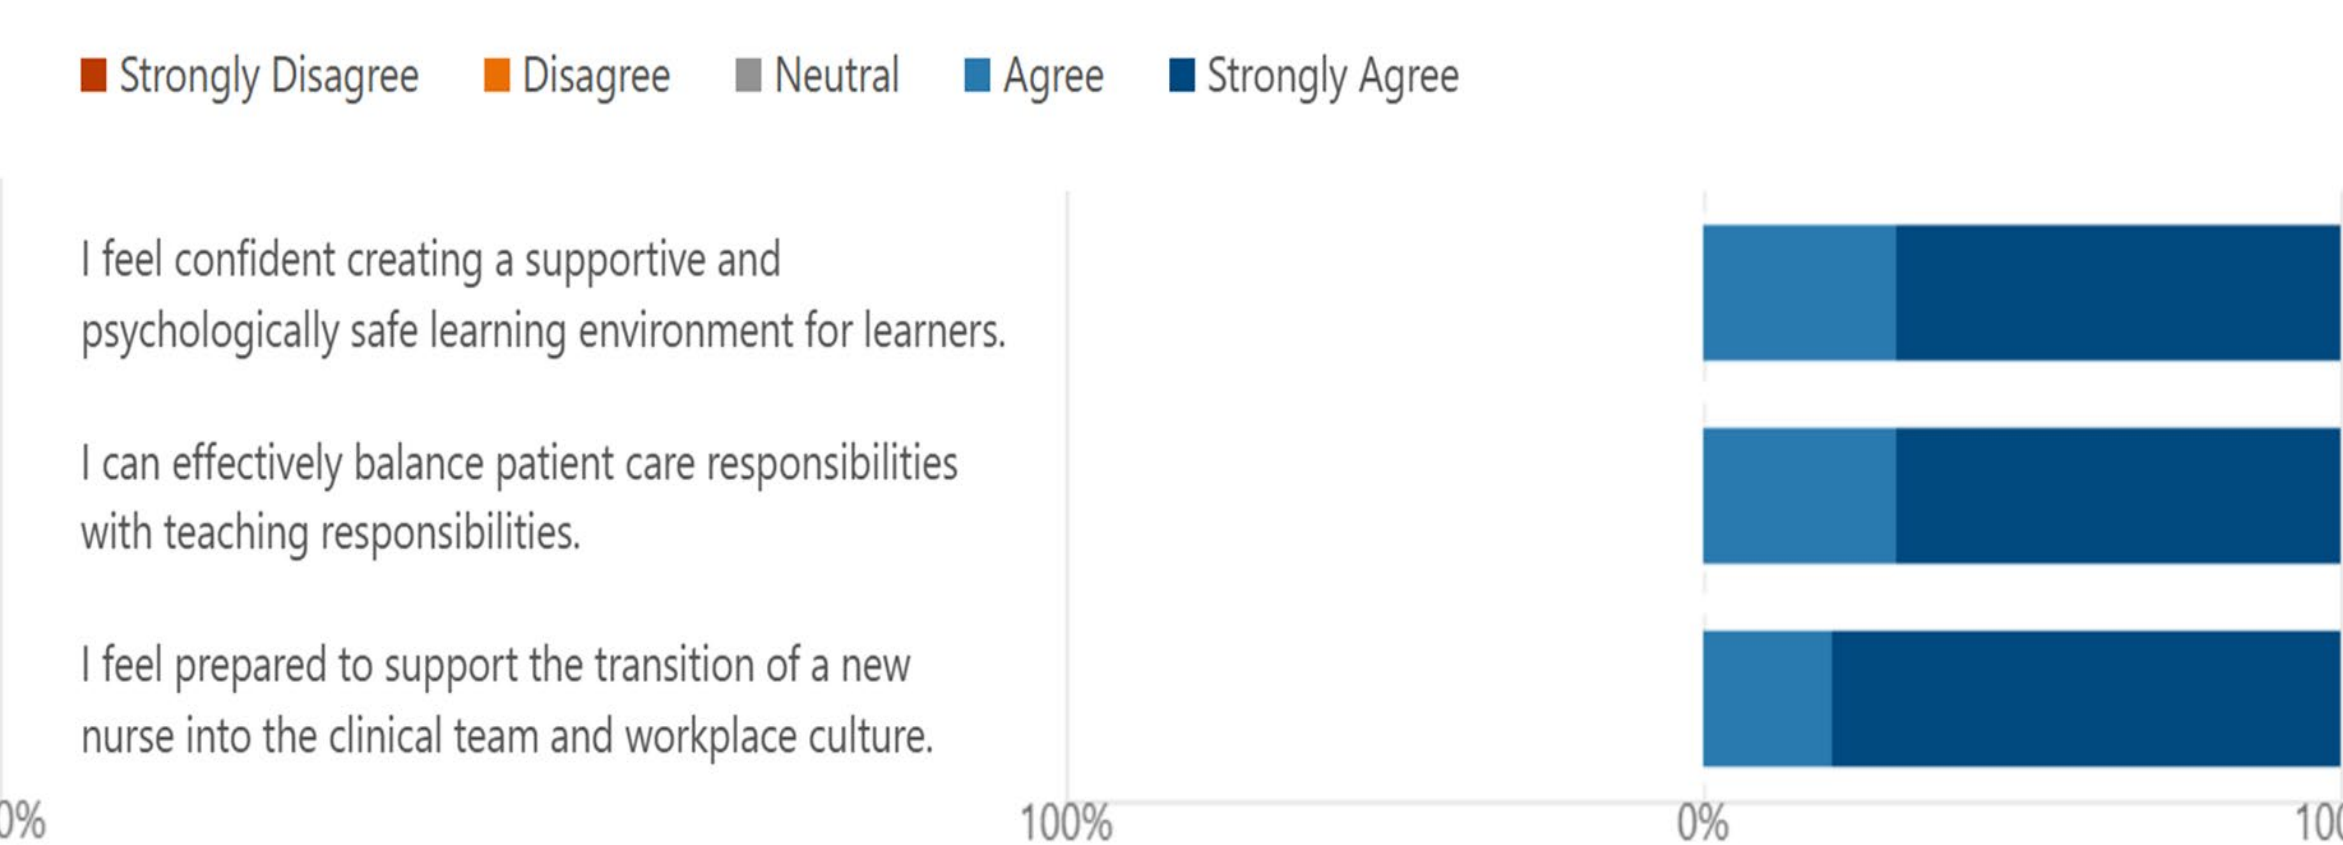 Strongly Disagree Disagree Neutral Agree Strongly Agree
I feel confident creating a supportive and
psychologically safe learning environment for learners.
I can effectively balance patient care responsibilities
with teaching responsibilities.
I feel prepared to support the transition of a new
nurse into the clinical team and workplace culture.
0% 100% 0% 100